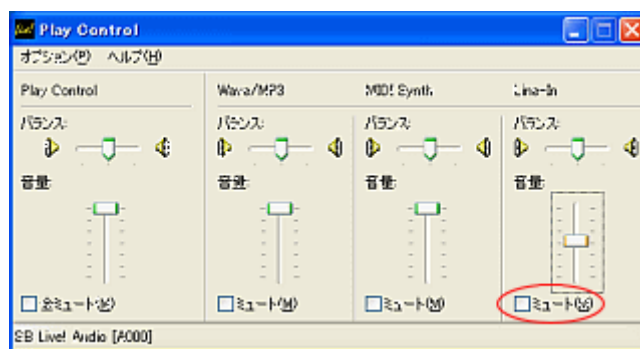 Play Control
オプション(P) ヘルプ(H)
Play Control
Wave/MP3
MIDI Synth
Line-In
バランス:
バランス:
バランス:
バランス:
音量:
音量:
音量:
音量:
全ミュート(M)
ミュート(M)
ミュート(M)
ミュート(M)
SB Live! Audio [A000]